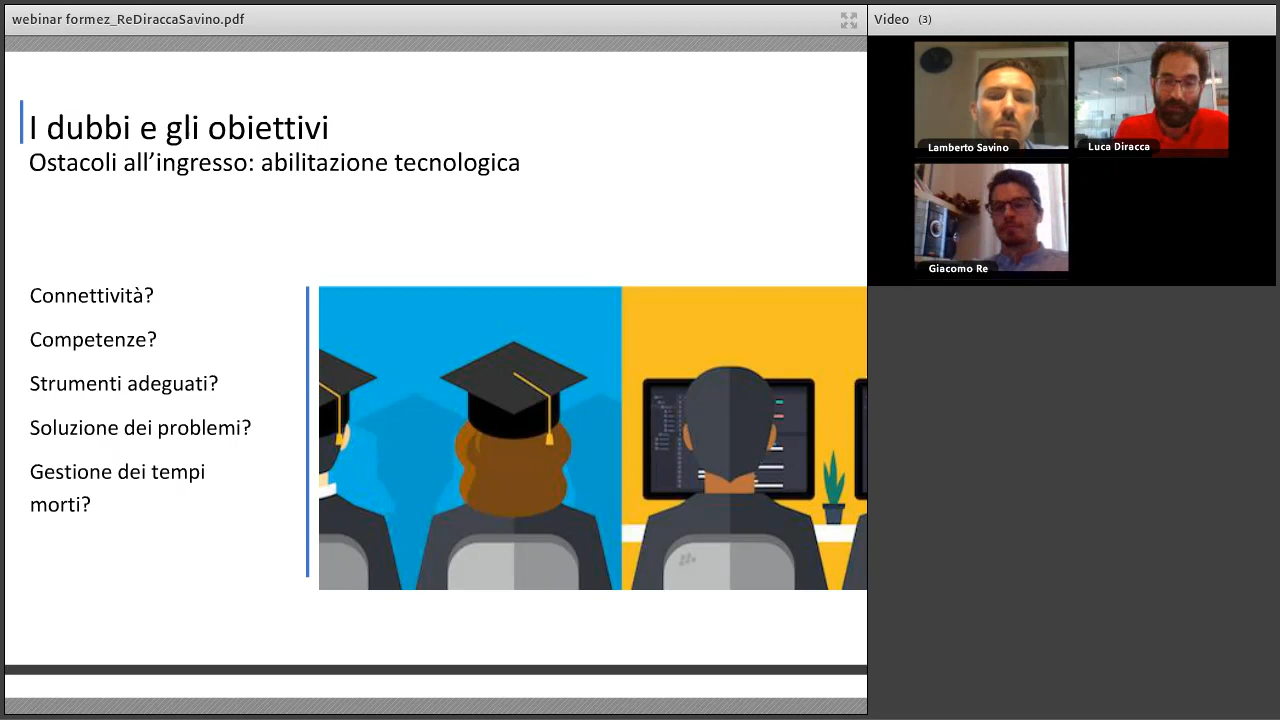 webinar formez_ReDiraccaSavino.pdf
Video (3)
I dubbi e gli obiettivi
Ostacoli all’ingresso: abilitazione tecnologica
Connettività?
Competenze?
Strumenti adeguati?
Soluzione dei problemi?
Gestione dei tempi
morti?
Lamberto Savino
Luca Diracca
Giacomo Re